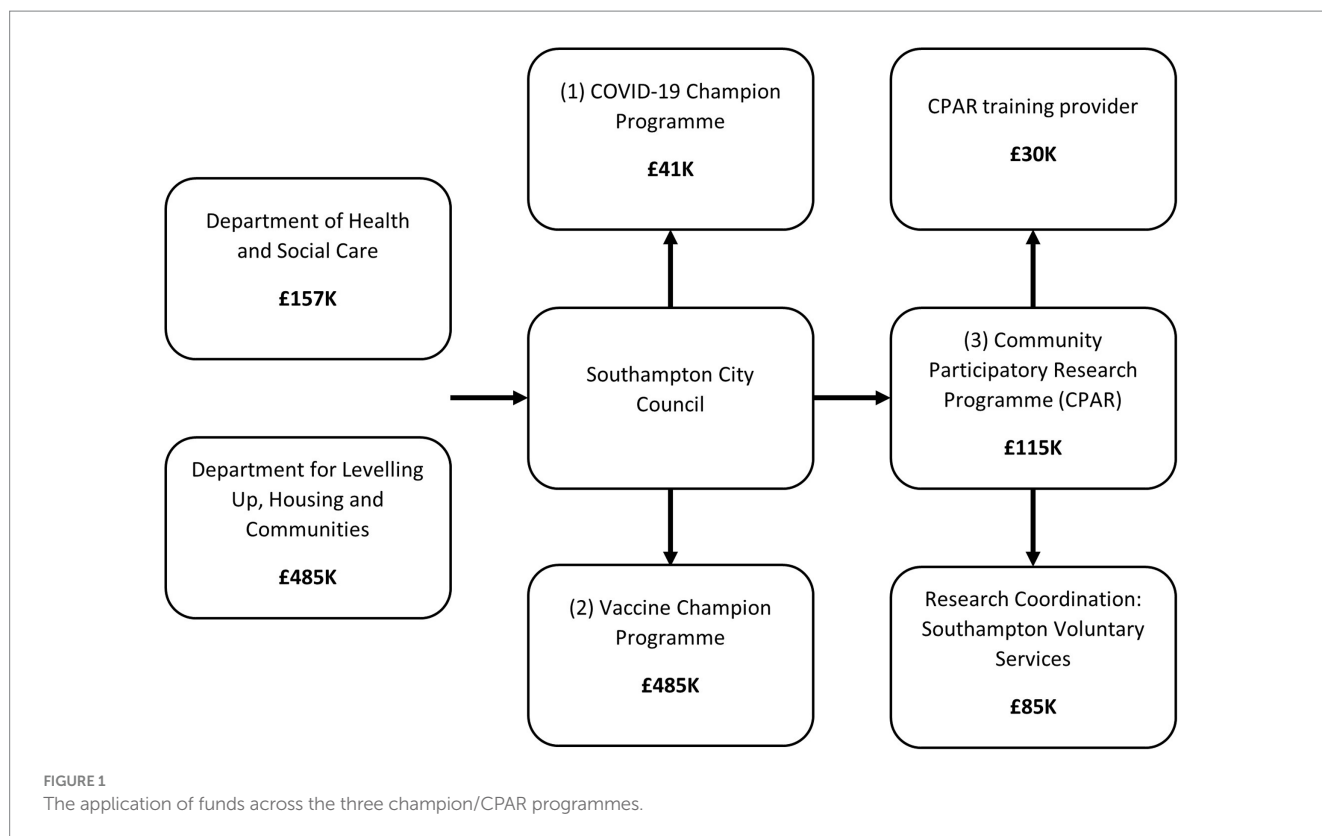 Department of Health
and Social Care
£157K
Department for Levelling
Up, Housing and
Communities
£485K
(1) COVID-19 Champion
Programme
£41K
Southampton City
Council
(2) Vaccine Champion
Programme
£485K
CPAR training provider
£30K
(3) Community
Participatory Research
Programme (CPAR)
£115K
Research Coordination:
Southampton Voluntary
Services
£85K
FIGURE 1
The application of funds across the three champion/CPAR programmes.